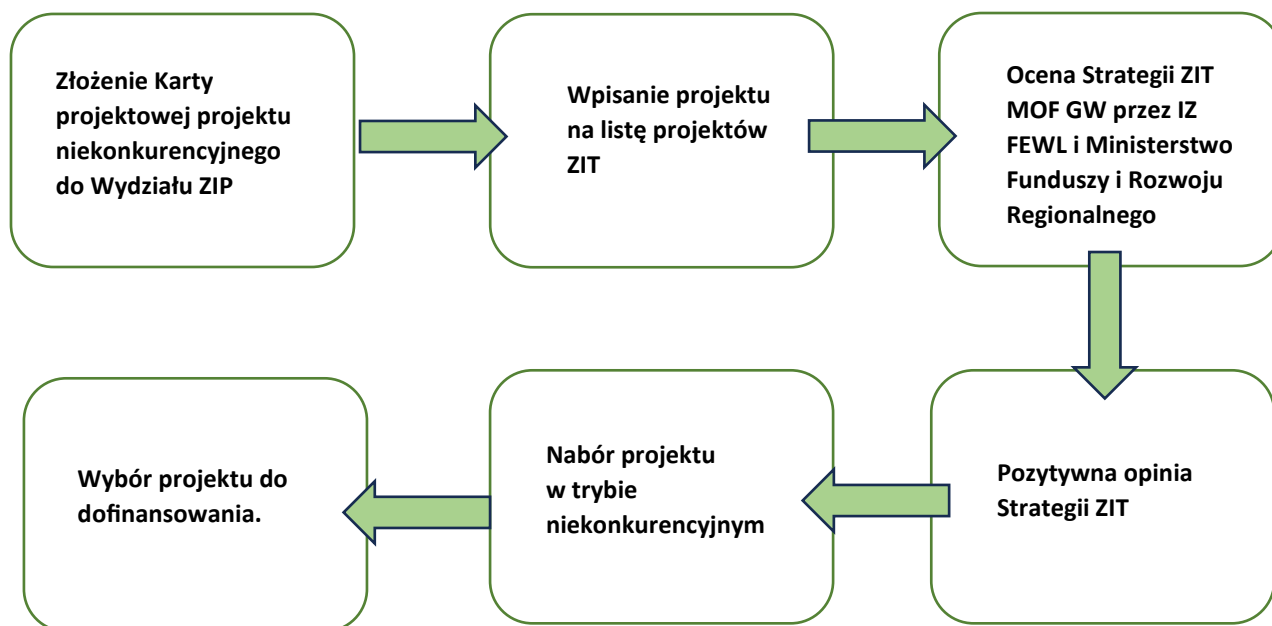 Złożenie Karty
projektowej projektu
niekonkurencyjnego
do Wydziału ZIP
Wpisanie projektu
na listę projektów
ZIT
Ocena Strategii ZIT
MOF GW przez IZ
FEWL i Ministerstwo
Funduszy i Rozwoju
Regionalnego
Pozytywna opinia
Strategii ZIT
Nabór projektu
w trybie
niekonkurencyjnym
Wybór projektu do
dofinansowania.